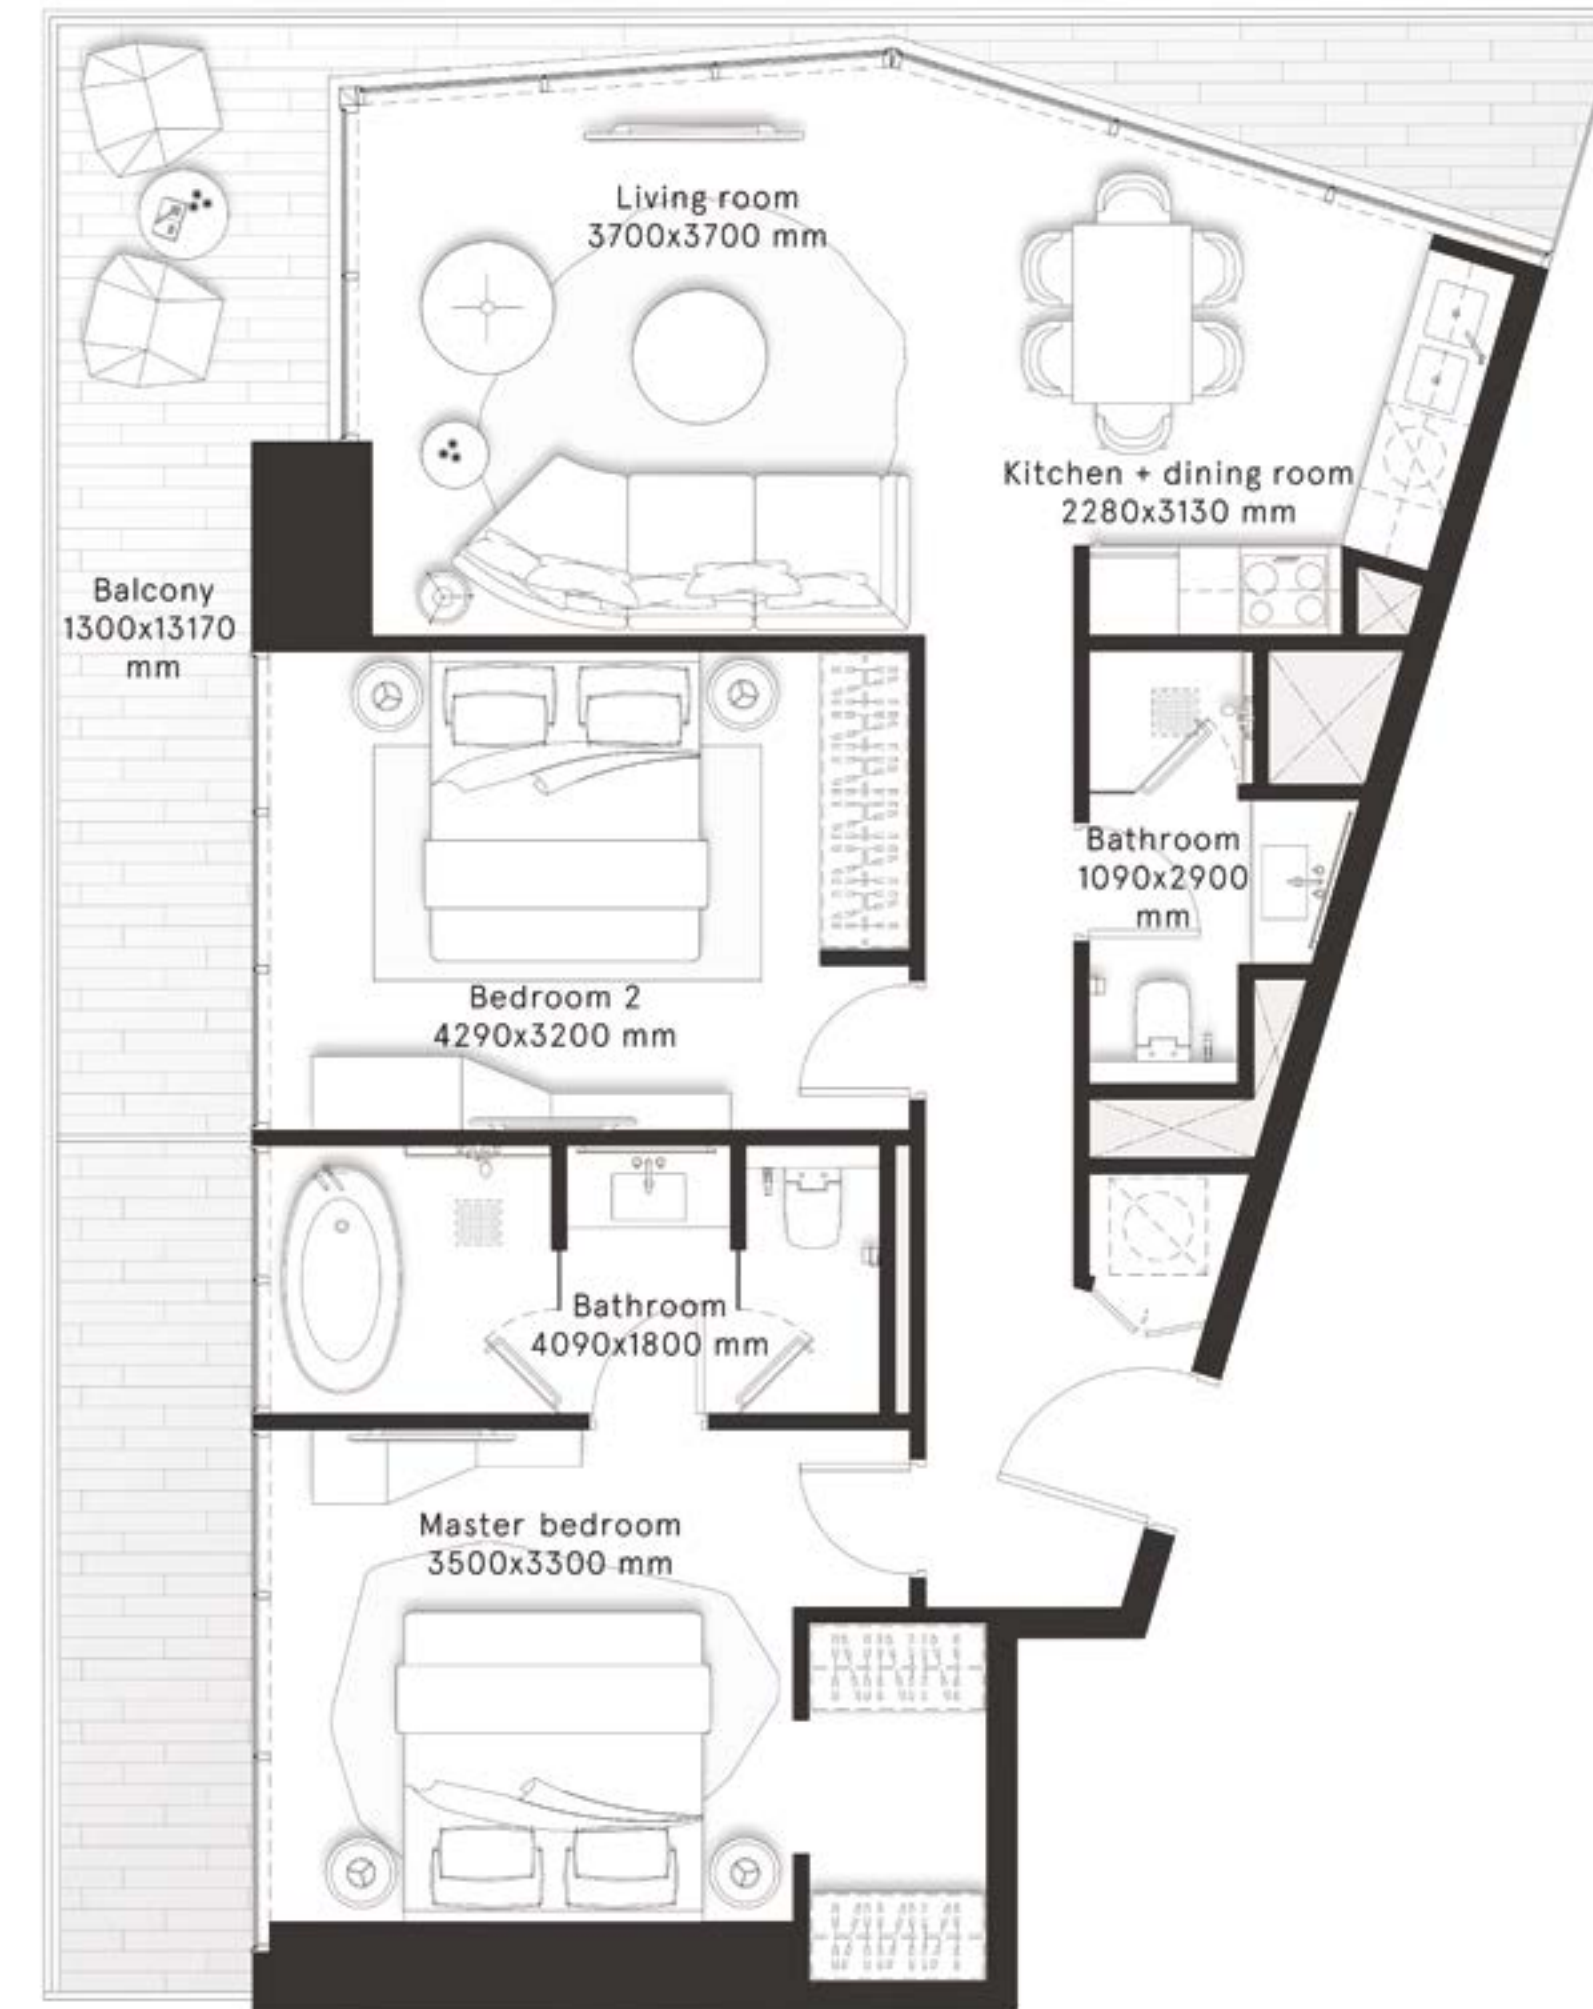 Living room
3700x3700 mm
Kitchen + dining room
2280x3130 mm
Balcony
1300x13170
mm
Bathroom
1090x2900
mm
Bedroom 2
4290x3200 mm
Bathroom
4090x1800 mm
Master bedroom
3500x3300 mm